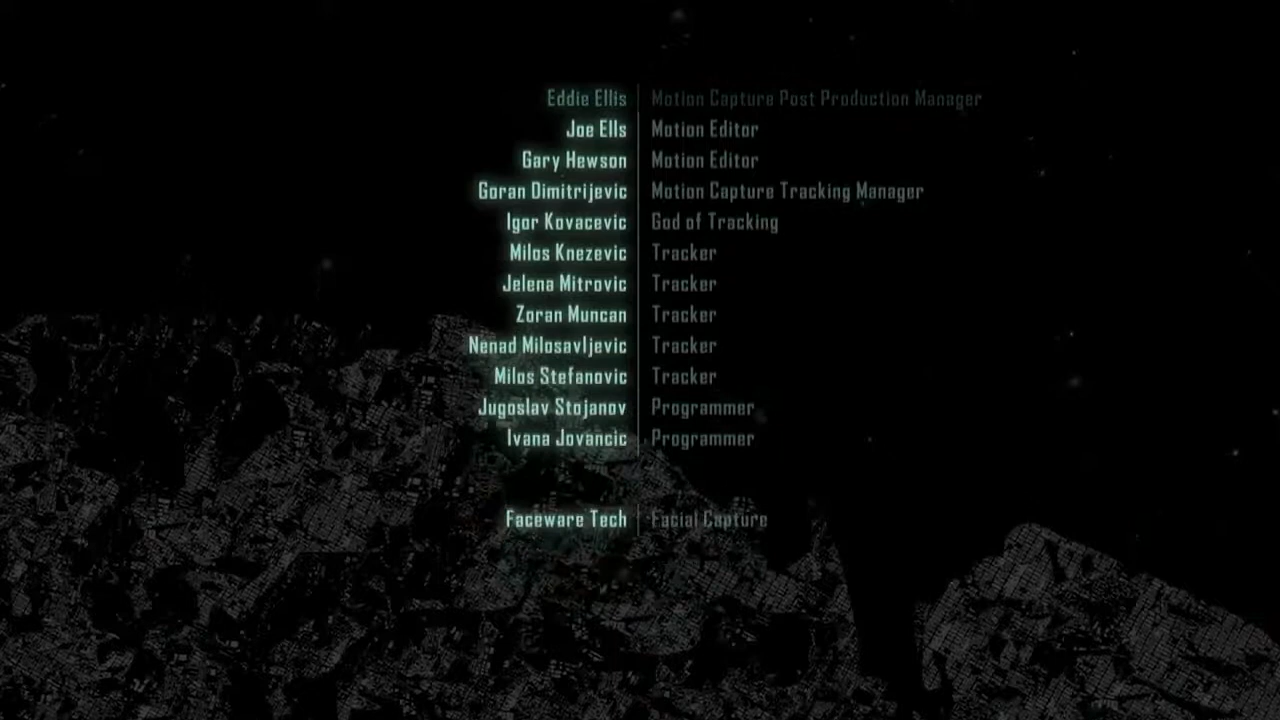 Eddie Ellis Motion Capture Post Production Manager
Joe Ells Motion Editor
Gary Hewson Motion Editor
Goran Dimitrijevic Motion Capture Tracking Manager
Igor Kovacevic God of Tracking
Milos Knezevic Tracker
Jelena Mitrovic Tracker
Zoran Muncan Tracker
Nenad Milosavljevic Tracker
Milos Stefanovic Tracker
Jugoslav Stojanov Programmer
Ivana Jovancic Programmer
Faceware Tech Facial Capture